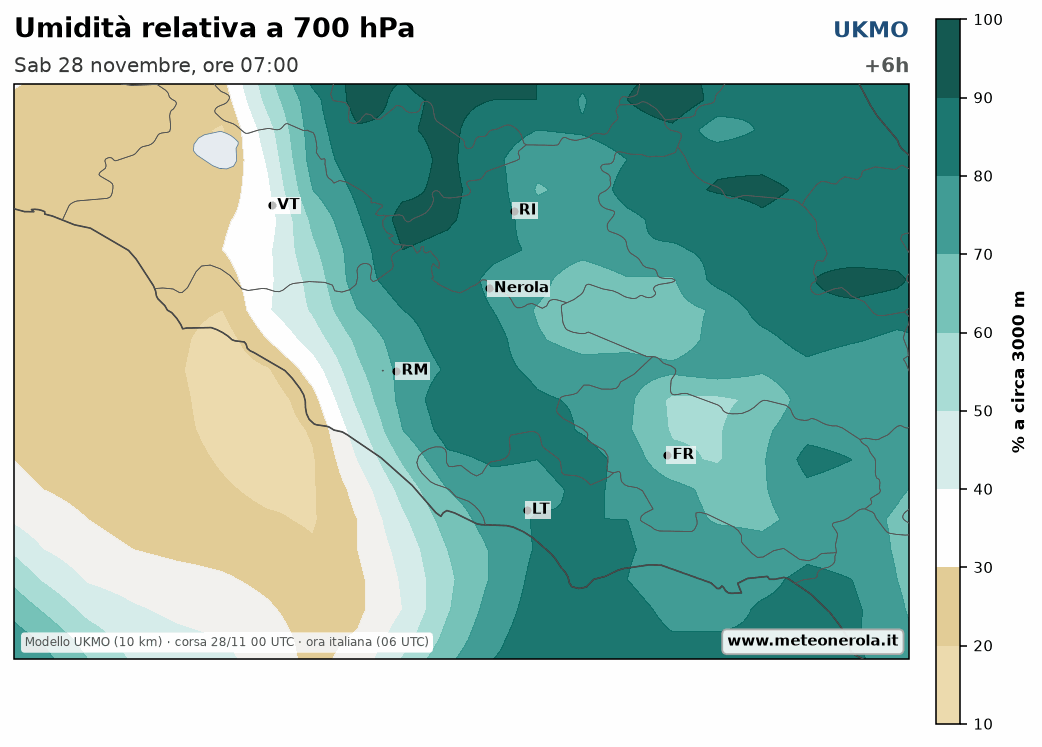 Umidità relativa a 700 hPa
UKMO
Sab 28 novembre, ore 07:00
+6h
VT
RI
Nerola
RM
FR
LT
Modello UKMO (10 km) · corsa 28/11 00 UTC · ora italiana (06 UTC)
www.meteonerola.it
100
90
80
70
60
50
40
30
20
10
% a circa 3000 m